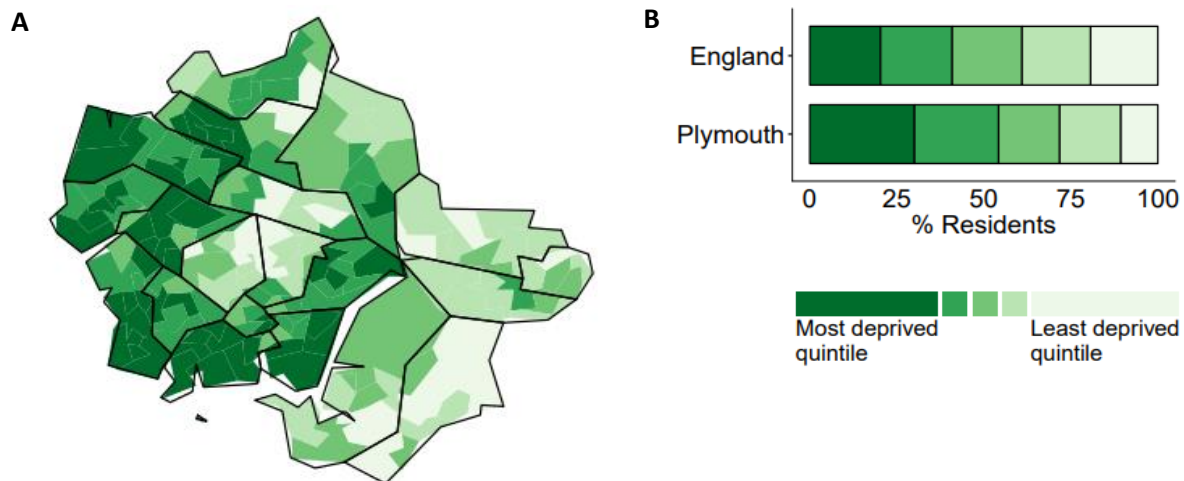 A
B
England
Plymouth
0 25 50 75 100
% Residents
Most deprived
quintile
Least deprived
quintile